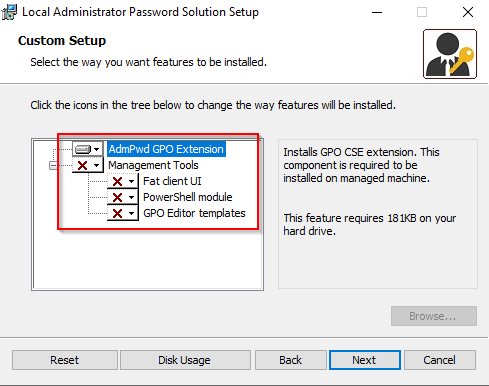 Local Administrator Password Solution Setup
Custom Setup
Select the way you want features to be installed.
Click the icons in the tree below to change the way features will be installed.
AdmPwd GPO Extension
Management Tools
Fat client UI
PowerShell module
GPO Editor templates
Installs GPO CSE extension. This
component is required to be
installed on managed machine.
This feature requires 181KB on your
hard drive.
Browse...
Reset
Disk Usage
Back
Next
Cancel